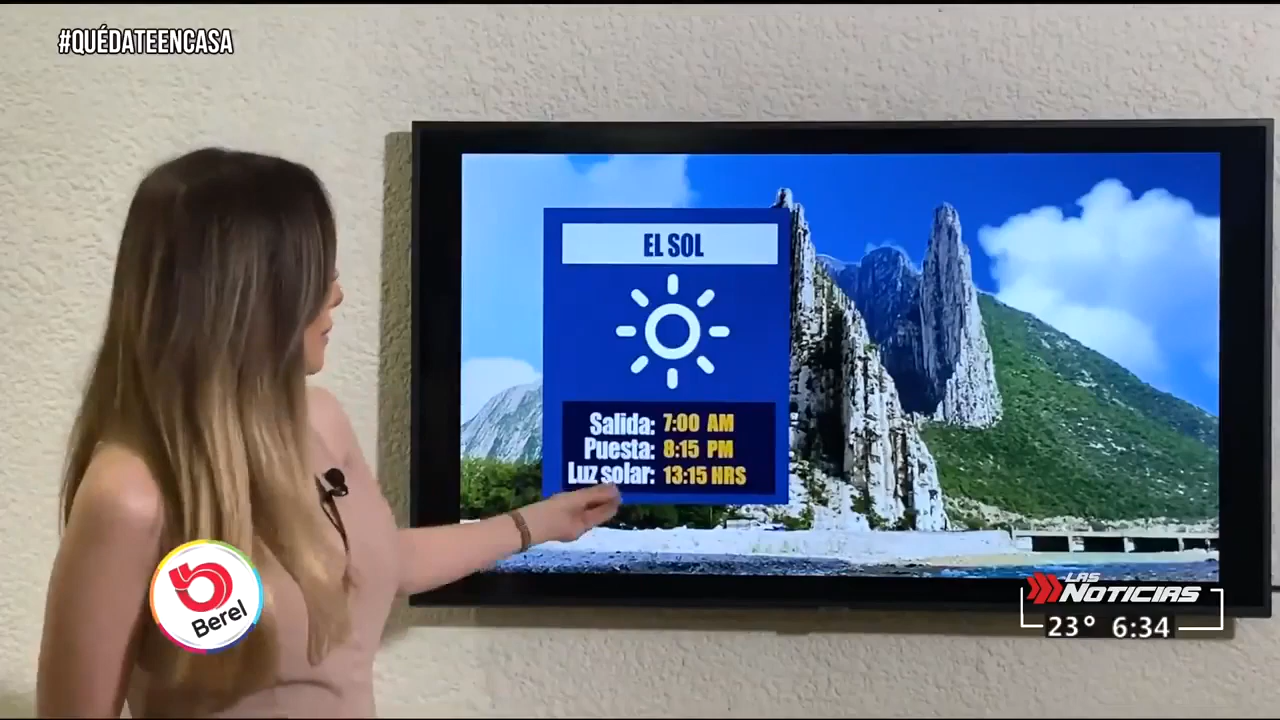 #QUÉDATEENCASA
EL SOL
Salida: 7:00 AM
Puesta: 8:15 PM
Luz solar: 13:15 HRS
Berel
LAS
NOTICIAS
23° 6:34